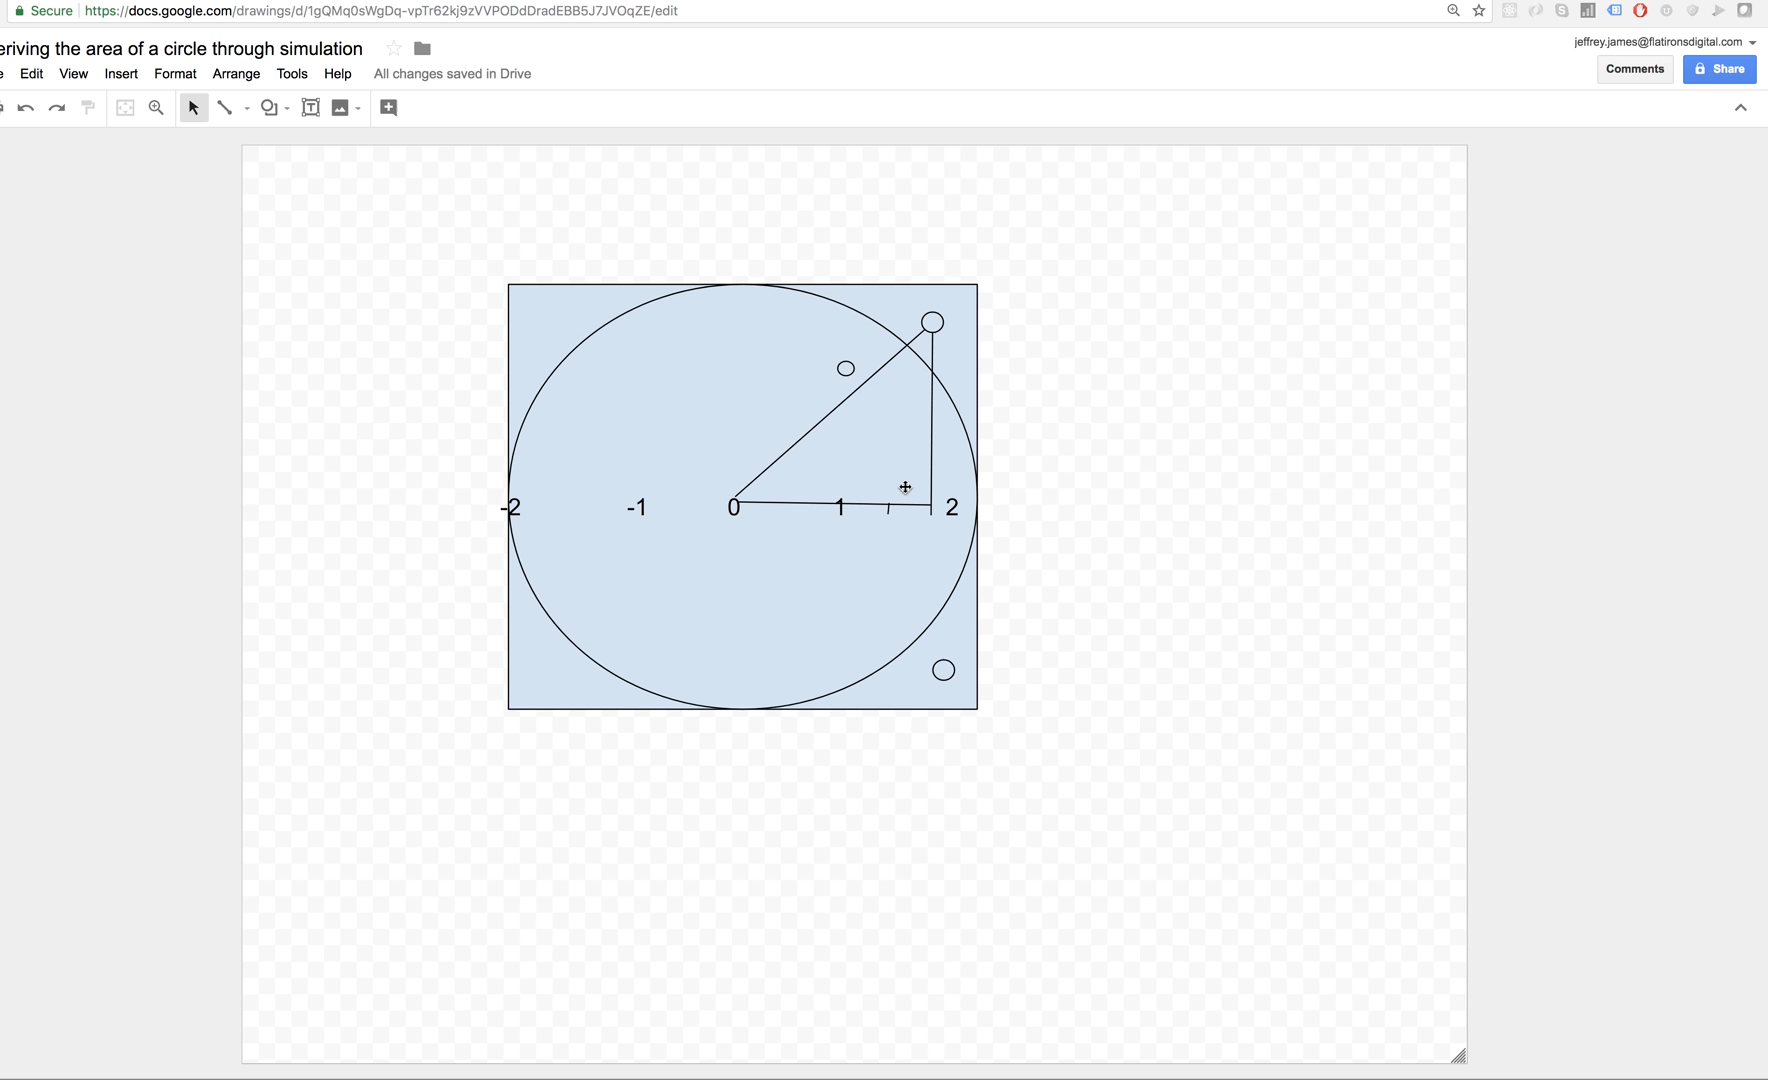 Secure https://docs.google.com/drawings/d/1gQMq0sWgDq-vpTr62kj9zVVPODdDradEBB5J7JVOqZE/edit
eriving the area of a circle through simulation
jeffrey.james@flatironsdigital.com
e Edit View Insert Format Arrange Tools Help All changes saved in Drive
Comments Share
-2 -1 0 1 2